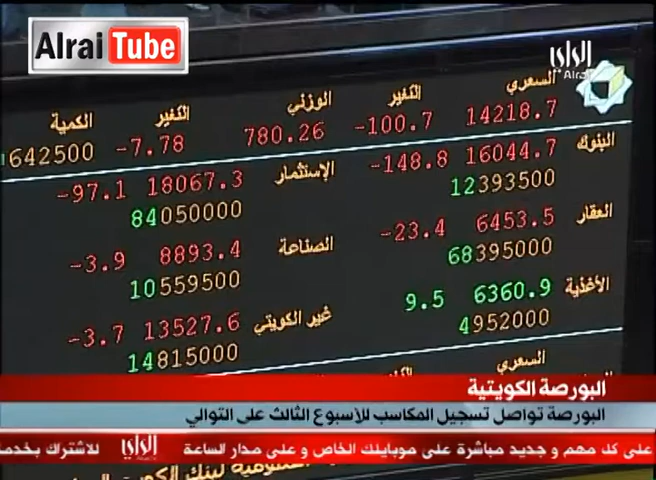 Alrai Tube
الراي
Alrai
السعري التغير الوزني التغير الكمية
14218.7 -100.7 780.26 -7.78 1642500
البنوك 16044.7 -148.8
12393500
الإستثمار 18067.3 -97.1
84050000
العقار 6453.5 -23.4
68395000
الصناعة 8893.4 -3.9
10559500
الأغذية 6360.9 9.5
4952000
غير الكويتي 13527.6 -3.7
14815000
السعري
البورصة الكويتية
البورصة تواصل تسجيل المكاسب للأسبوع الثالث على التوالي
على كل مهم و جديد مباشرة على موبايلك الخاص و على مدار الساعة الراي للاشتراك بخدمة